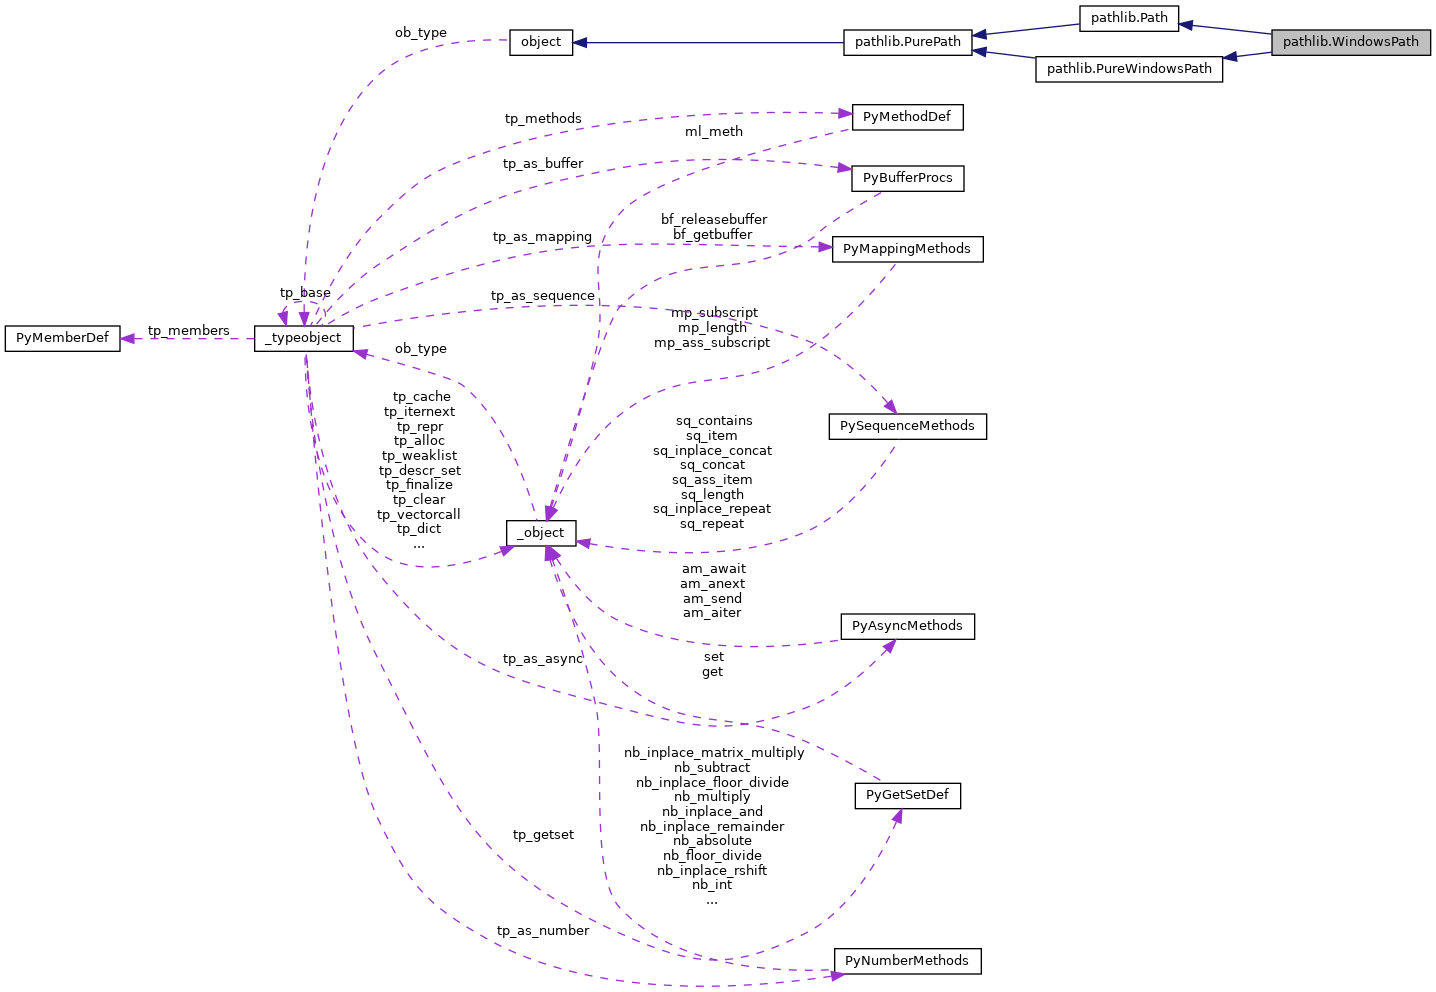 pathlib.Path
ob_type
object
pathlib.PurePath
pathlib.WindowsPath
pathlib.PureWindowsPath
tp_methods
PyMethodDef
ml_meth
tp_as_buffer
PyBufferProcs
bf_releasebuffer
bf_getbuffer
tp_as_mapping
PyMappingMethods
tp_base
tp_as_sequence
mp_subscript
mp_length
mp_ass_subscript
PyMemberDef
tp_members
_typeobject
ob_type
tp_cache
tp_iternext
tp_repr
tp_alloc
tp_weaklist
tp_descr_set
tp_finalize
tp_clear
tp_vectorcall
tp_dict
...
sq_contains
sq_item
sq_inplace_concat
sq_concat
sq_ass_item
sq_length
sq_inplace_repeat
sq_repeat
PySequenceMethods
_object
am_await
am_anext
am_send
am_aiter
PyAsyncMethods
tp_as_async
set
get
nb_inplace_matrix_multiply
nb_subtract
nb_inplace_floor_divide
nb_multiply
nb_inplace_and
nb_inplace_remainder
nb_absolute
nb_floor_divide
nb_inplace_rshift
nb_int
...
PyGetSetDef
tp_getset
tp_as_number
PyNumberMethods